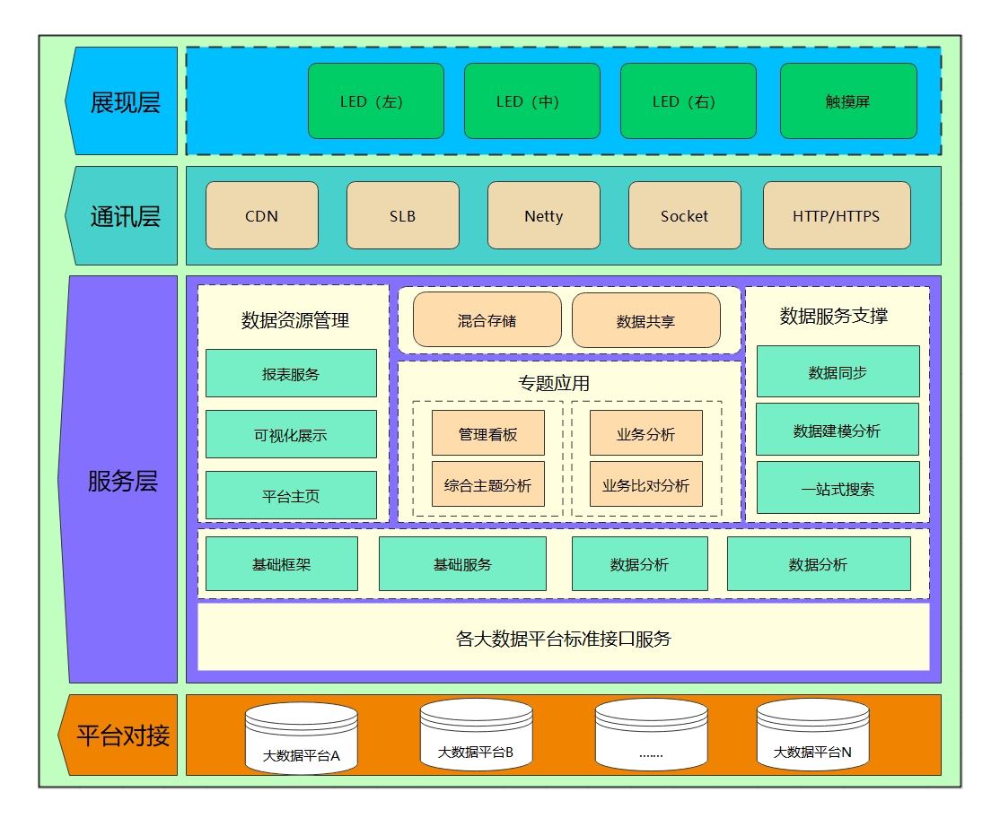 展现层
LED（左）
LED（中）
LED（右）
触摸屏
通讯层
CDN
SLB
Netty
Socket
HTTP/HTTPS
服务层
数据资源管理
报表服务
可视化展示
平台主页
混合存储
数据共享
专题应用
管理看板
综合主题分析
业务分析
业务比对分析
数据服务支撑
数据同步
数据建模分析
一站式搜索
基础框架
基础服务
数据分析
数据分析
各大数据平台标准接口服务
平台对接
大数据平台A
大数据平台B
.......
大数据平台N